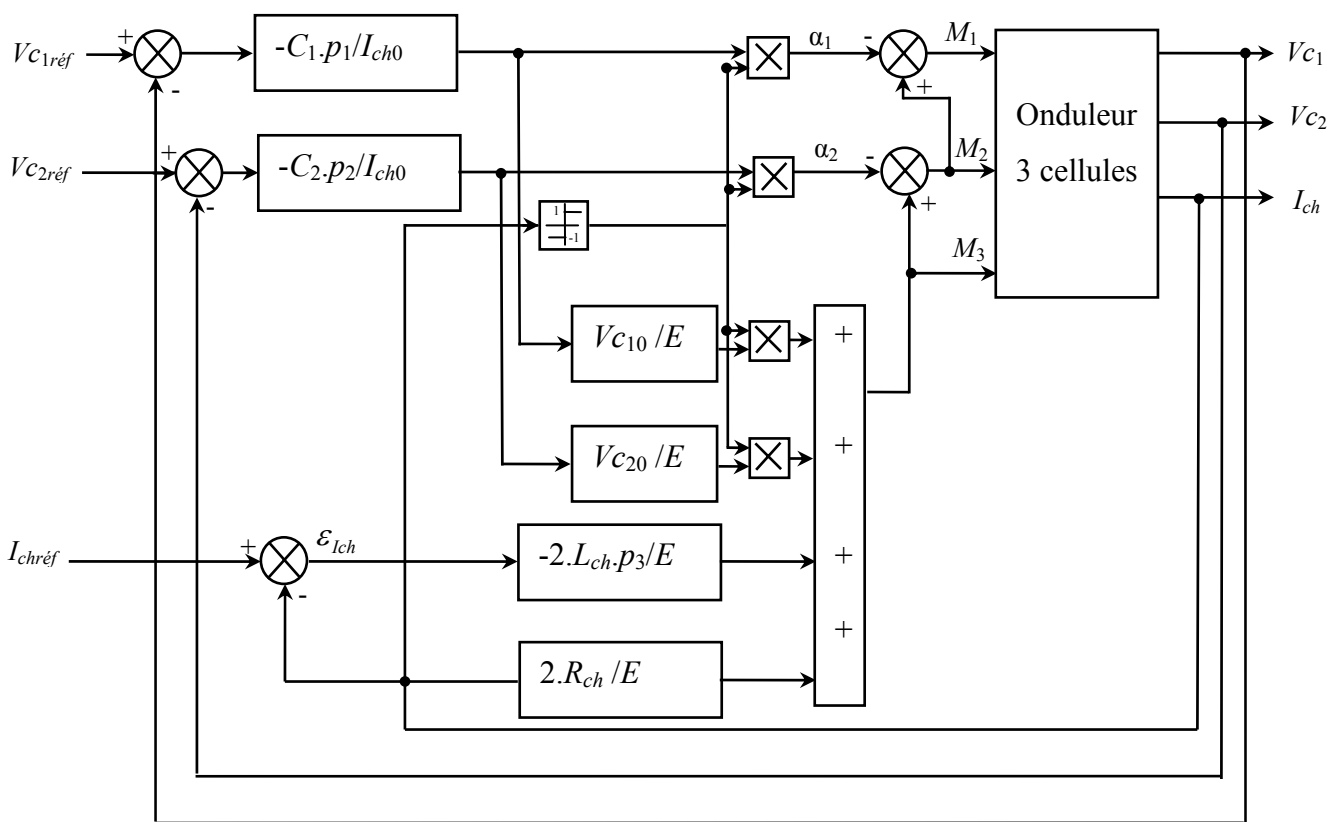 Vc1réf
+
-
-C1.p1/Ich0
α1
-
+
M1
Onduleur
3 cellules
Vc1
Vc2
Ich
Vc2réf
+
-
-C2.p2/Ich0
α2
-
+
M2
1
-1
M3
Vc10 /E
+
Vc20 /E
+
Ichréf
+
-
εIch
-2.Lch.p3/E
+
2.Rch /E
+